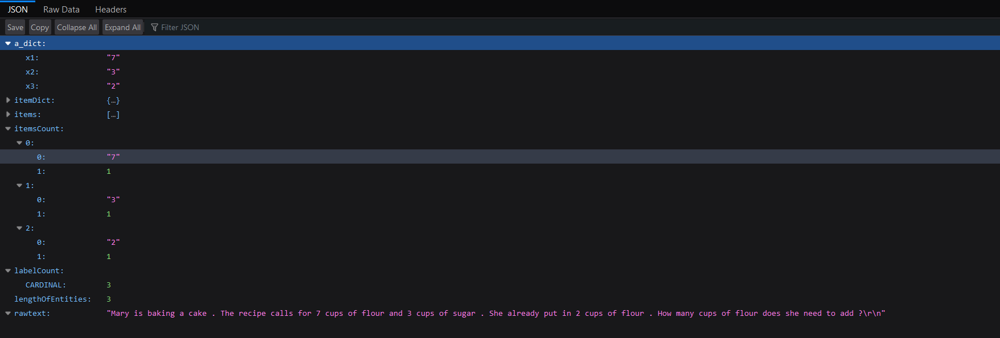 JSON Raw Data Headers
Save Copy Collapse All Expand All Filter JSON
a_dict:
x1: "7"
x2: "3"
x3: "2"
itemDict: {…}
items: […]
itemsCount:
0:
0: "7"
1: 1
1:
0: "3"
1: 1
2:
0: "2"
1: 1
labelCount:
CARDINAL: 3
lengthOfEntities: 3
rawtext: "Mary is baking a cake . The recipe calls for 7 cups of flour and 3 cups of sugar . She already put in 2 cups of flour . How many cups of flour does she need to add ?\r\n"